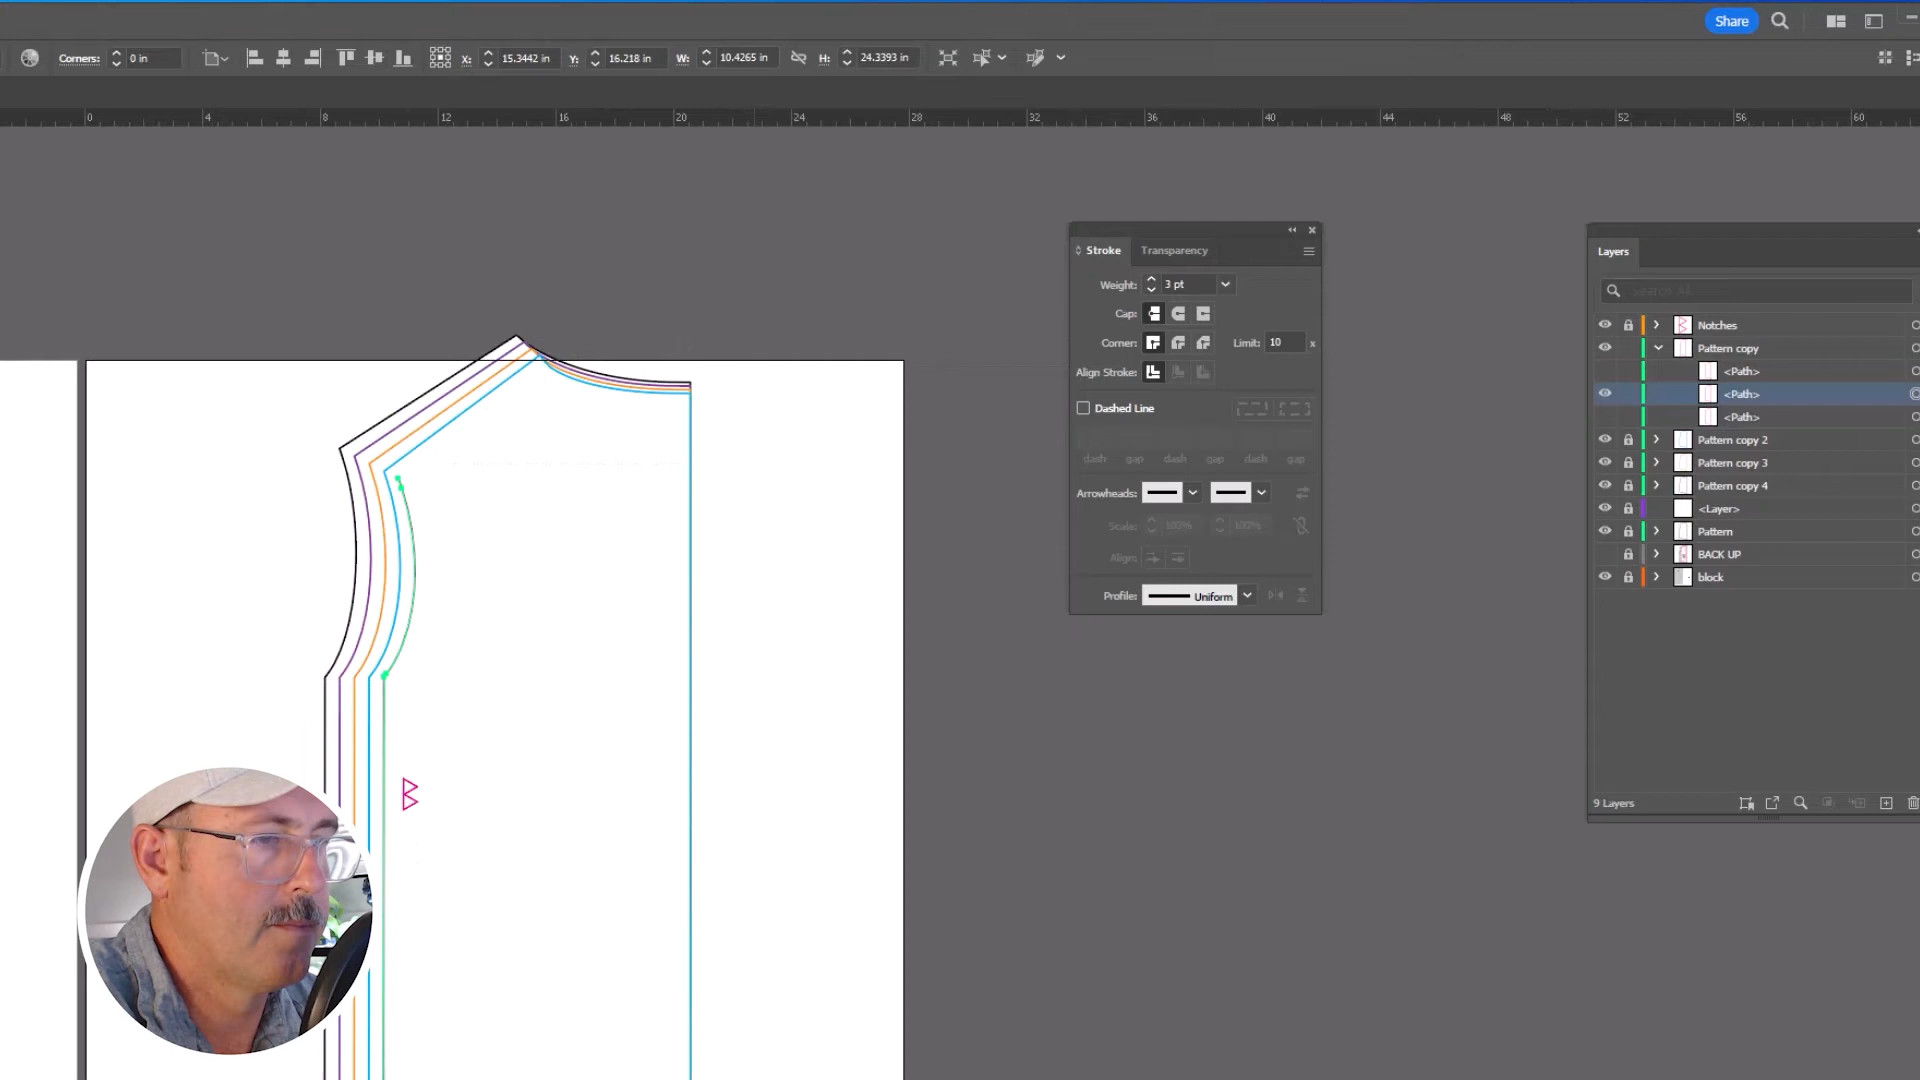 Share
Corners: 0 in X: 15.3442 in Y: 16.218 in W: 10.4265 in H: 24.3393 in
0 4 8 12 16 20 24 28 32 36 40 44 48 52 56 60
Stroke Transparency
Weight: 3 pt
Cap:
Corner: Limit: 10 x
Align Stroke:
Dashed Line
dash gap dash gap dash gap
Arrowheads:
Scale: 100% 100%
Align:
Profile: Uniform
Layers
Search All
Notches
Pattern copy
<Path>
<Path>
<Path>
Pattern copy 2
Pattern copy 3
Pattern copy 4
<Layer>
Pattern
BACK UP
block
9 Layers